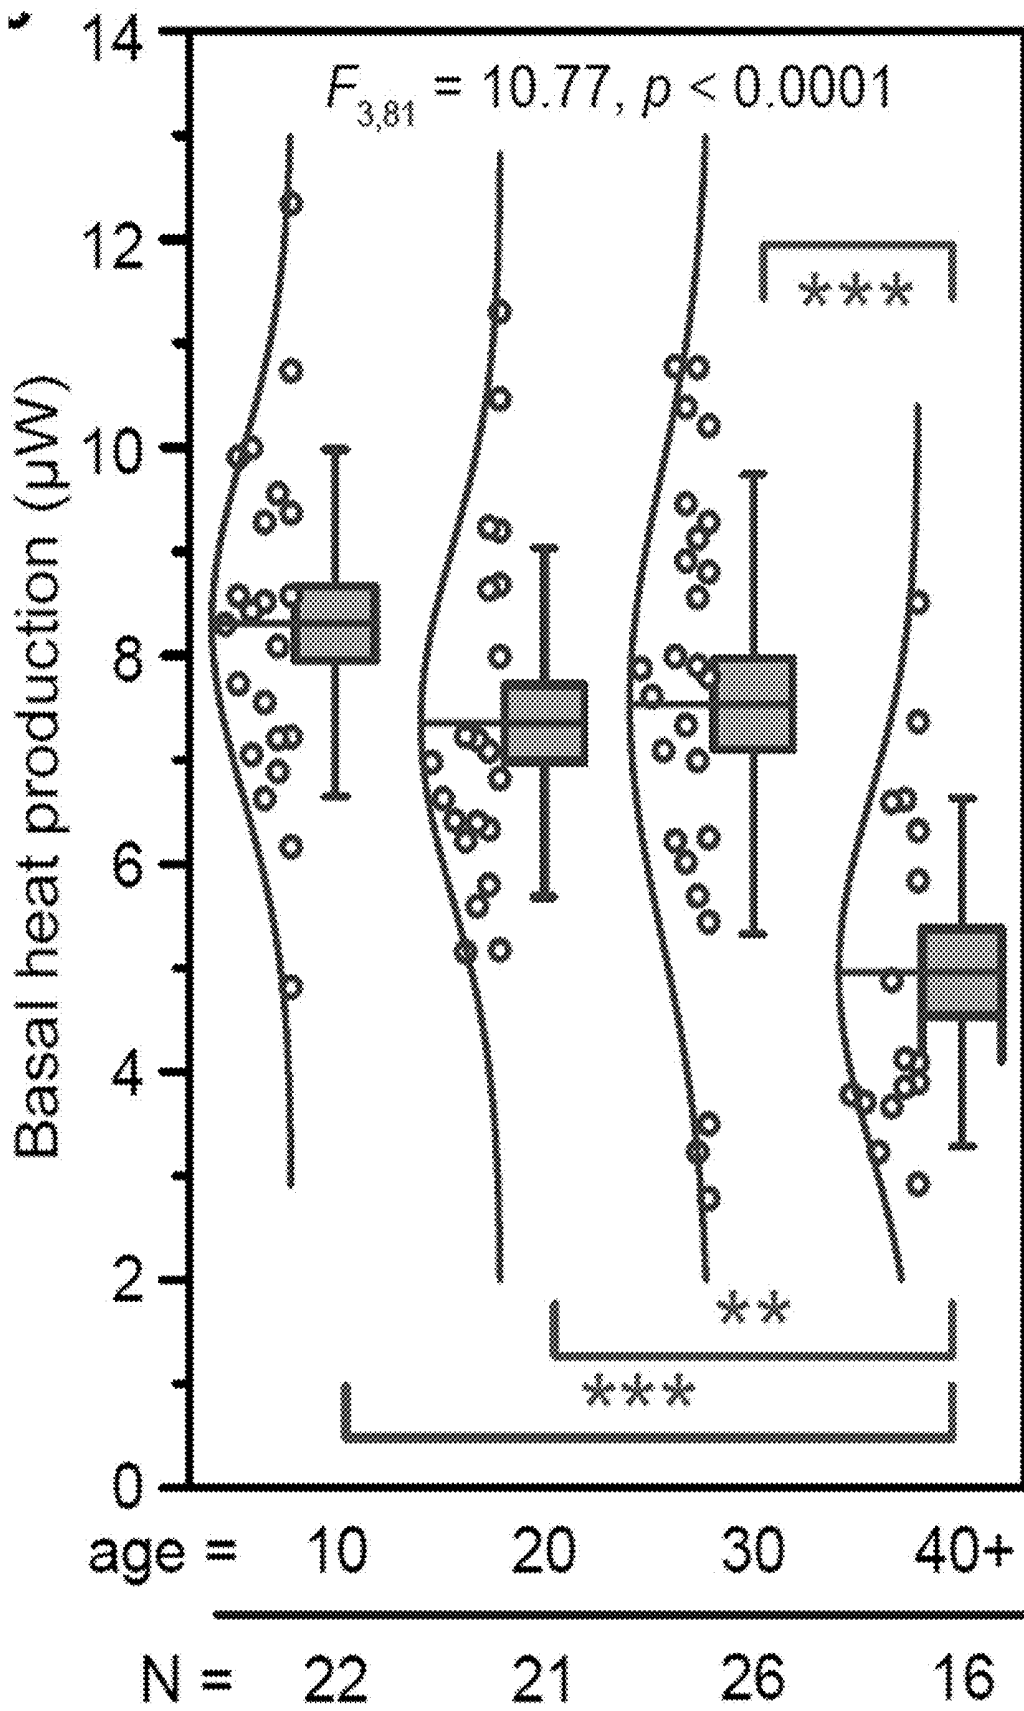 14
F3,81 = 10.77, p < 0.0001
12
***
10
8
6
4
2
**
***
0
Basal heat production (μW)
age = 10 20 30 40+
N = 22 21 26 16